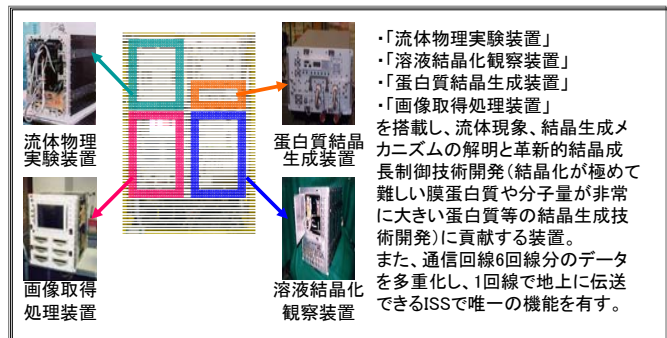 流体物理
実験装置
蛋白質結晶
生成装置
画像取得
処理装置
溶液結晶化
観察装置
・「流体物理実験装置」
・「溶液結晶化観察装置」
・「蛋白質結晶生成装置」
・「画像取得処理装置」
を搭載し、流体現象、結晶生成メ
カニズムの解明と革新的結晶成
長制御技術開発(結晶化が極めて
難しい膜蛋白質や分子量が非常
に大きい蛋白質等の結晶生成技
術開発)に貢献する装置。
また、通信回線6回線分のデータ
を多重化し、1回線で地上に伝送
できるISSで唯一の機能を有す。